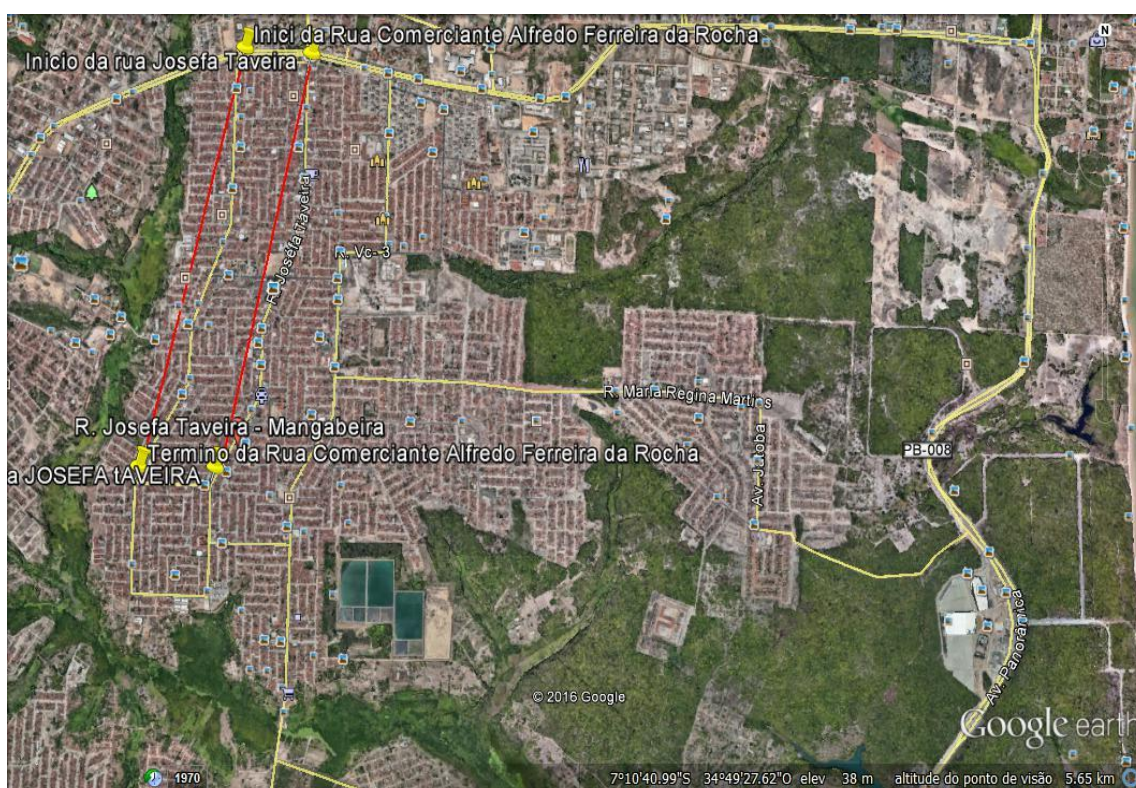 N
Inici da Rua Comerciante Alfredo Ferreira da Rocha
Inicio da rua Josefa Taveira
R. Vc- 3
R. Joséfa Taveira
R. Maria Regina Martins
R. Josefa Taveira - Mangabeira
Termino da Rua Comerciante Alfredo Ferreira da Rocha
a JOSEFA tAVEIRA
Av. Jatoba
PB-008
Av. Panorâmica
© 2016 Google
Google earth
1970
7°10'40.99"S 34°49'27.62"O elev 38 m altitude do ponto de visão 5.65 km